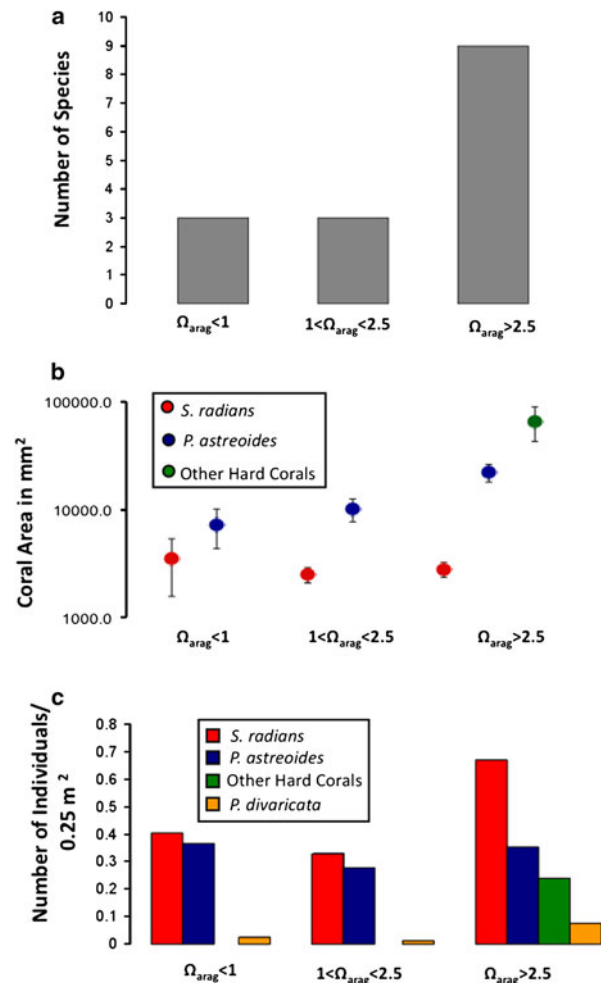 a
Number of Species
10
9
8
7
6
5
4
3
2
1
0
Ωarag<1
1<Ωarag<2.5
Ωarag>2.5
b
Coral Area in mm²
100000.0
10000.0
1000.0
S. radians
P. astreoides
Other Hard Corals
Ωarag<1
1<Ωarag<2.5
Ωarag>2.5
c
Number of Individuals/
0.25 m²
0.8
0.7
0.6
0.5
0.4
0.3
0.2
0.1
0
S. radians
P. astreoides
Other Hard Corals
P. divaricata
Ωarag<1
1<Ωarag<2.5
Ωarag>2.5